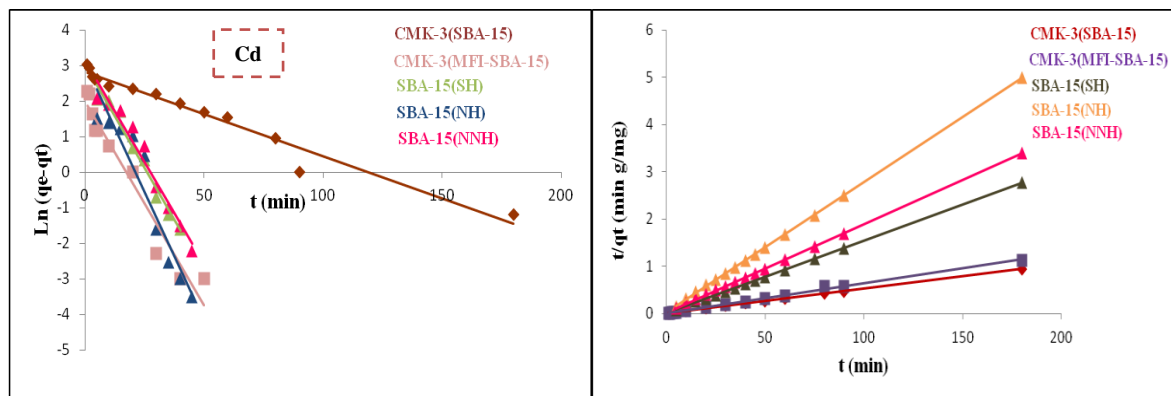 4
3
2
1
0
-1
-2
-3
-4
-5
0
50
100
150
200
Ln (qe-qt)
t (min)
Cd
CMK-3(SBA-15)
CMK-3(MFI-SBA-15)
SBA-15(SH)
SBA-15(NH)
SBA-15(NNH)
6
5
4
3
2
1
0
0
50
100
150
200
t/qt (min g/mg)
t (min)
CMK-3(SBA-15)
CMK-3(MFI-SBA-15)
SBA-15(SH)
SBA-15(NH)
SBA-15(NNH)